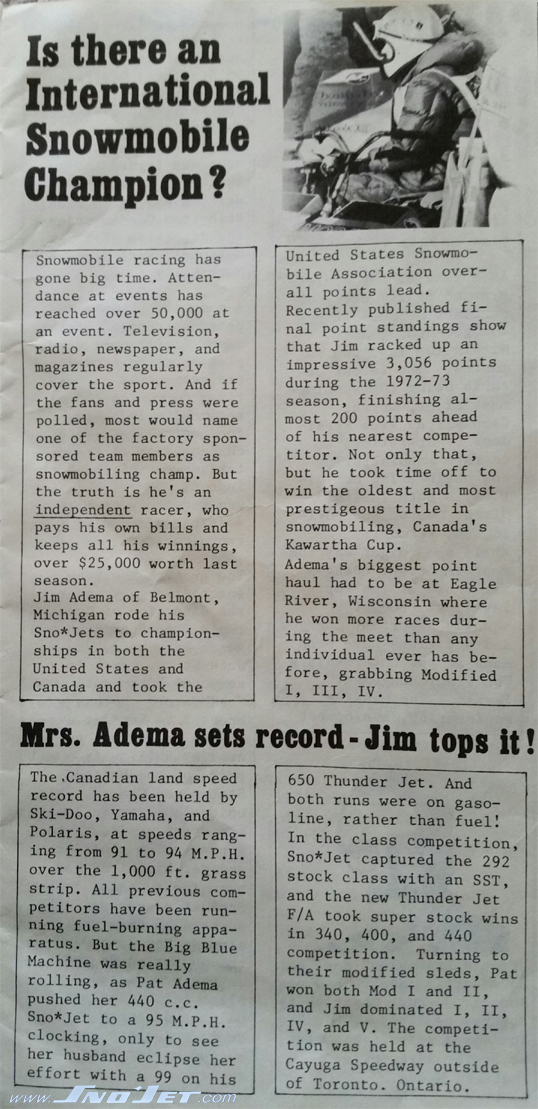 Is there an
International
Snowmobile
Champion?
Snowmobile racing has
gone big time. Atten-
dance at events has
reached over 50,000 at
an event. Television,
radio, newspaper, and
magazines regularly
cover the sport. And if
the fans and press were
polled, most would name
one of the factory spon-
sored team members as
snowmobiling champ. But
the truth is he's an
independent racer, who
pays his own bills and
keeps all his winnings,
over $25,000 worth last
season.
Jim Adema of Belmont,
Michigan rode his
Sno*Jets to champion-
ships in both the
United States and
Canada and took the
United States Snowmo-
bile Association over-
all points lead.
Recently published fi-
nal point standings show
that Jim racked up an
impressive 3,056 points
during the 1972-73
season, finishing al-
most 200 points ahead
of his nearest compe-
titor. Not only that,
but he took time off to
win the oldest and most
prestigeous title in
snowmobiling, Canada's
Kawartha Cup.
Adema's biggest point
haul had to be at Eagle
River, Wisconsin where
he won more races dur-
ing the meet than any
individual ever has be-
fore, grabbing Modified
I, III, IV.
Mrs. Adema sets record - Jim tops it!
The Canadian land speed
record has been held by
Ski-Doo, Yamaha, and
Polaris, at speeds rang-
ing from 91 to 94 M.P.H.
over the 1,000 ft. grass
strip. All previous com-
petitors have been run-
ning fuel-burning appa-
ratus. But the Big Blue
Machine was really
rolling, as Pat Adema
pushed her 440 c.c.
Sno*Jet to a 95 M.P.H.
clocking, only to see
her husband eclipse her
effort with a 99 on his
650 Thunder Jet. And
both runs were on gaso-
line, rather than fuel!
In the class competition,
Sno*Jet captured the 292
stock class with an SST,
and the new Thunder Jet
F/A took super stock wins
in 340, 400, and 440
competition. Turning to
their modified sleds, Pat
won both Mod I and II,
and Jim dominated I, II,
IV, and V. The competi-
tion was held at the
Cayuga Speedway outside
of Toronto. Ontario.
www.SnoJet.com